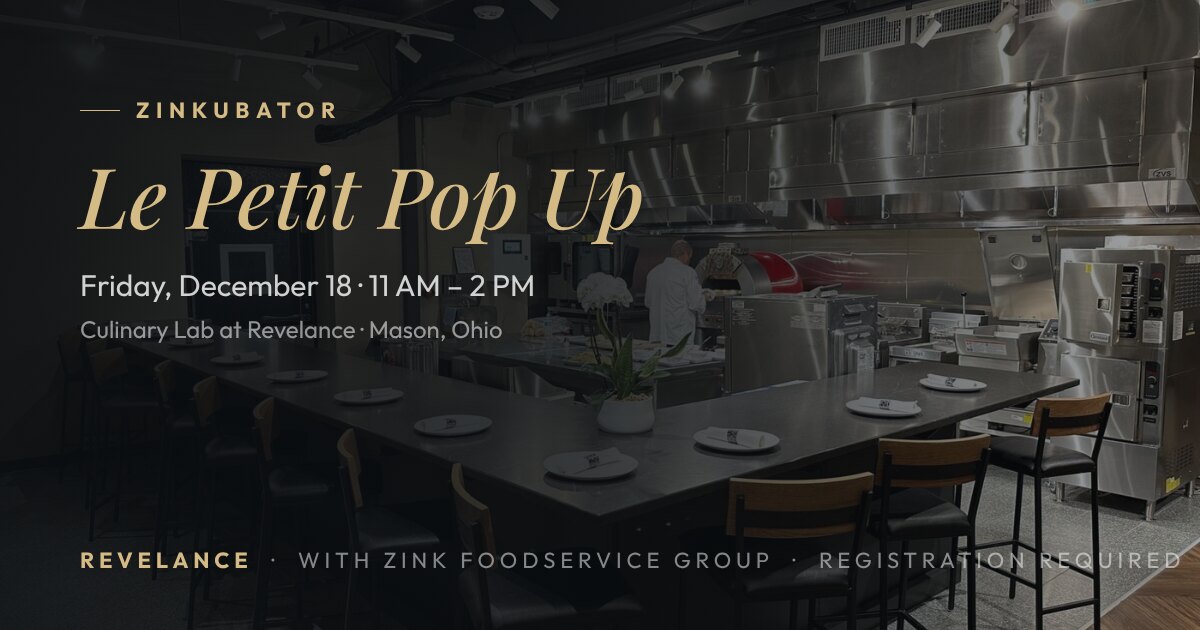 ZINKUBATOR
Le Petit Pop Up
Friday, December 18 · 11 AM – 2 PM
Culinary Lab at Revelance · Mason, Ohio
REVELANCE · WITH ZINK FOODSERVICE GROUP · REGISTRATION REQUIRED
ZVS